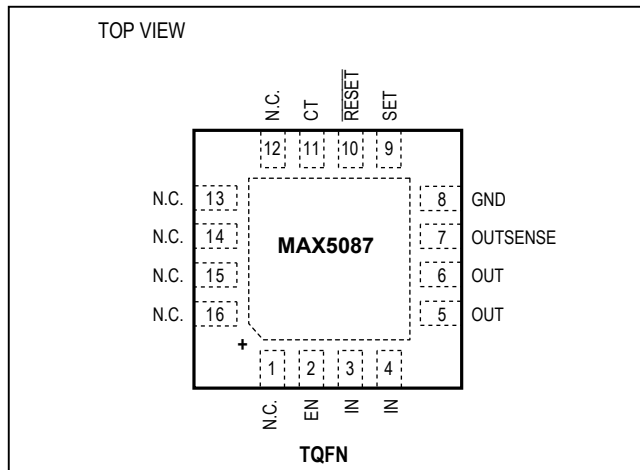 TOP VIEW
N.C.
CT
RESET
SET
12
11
10
9
N.C. 13
8 GND
N.C. 14
MAX5087
7 OUTSENSE
N.C. 15
6 OUT
N.C. 16
5 OUT
+
1
2
3
4
N.C.
EN
IN
IN
TQFN